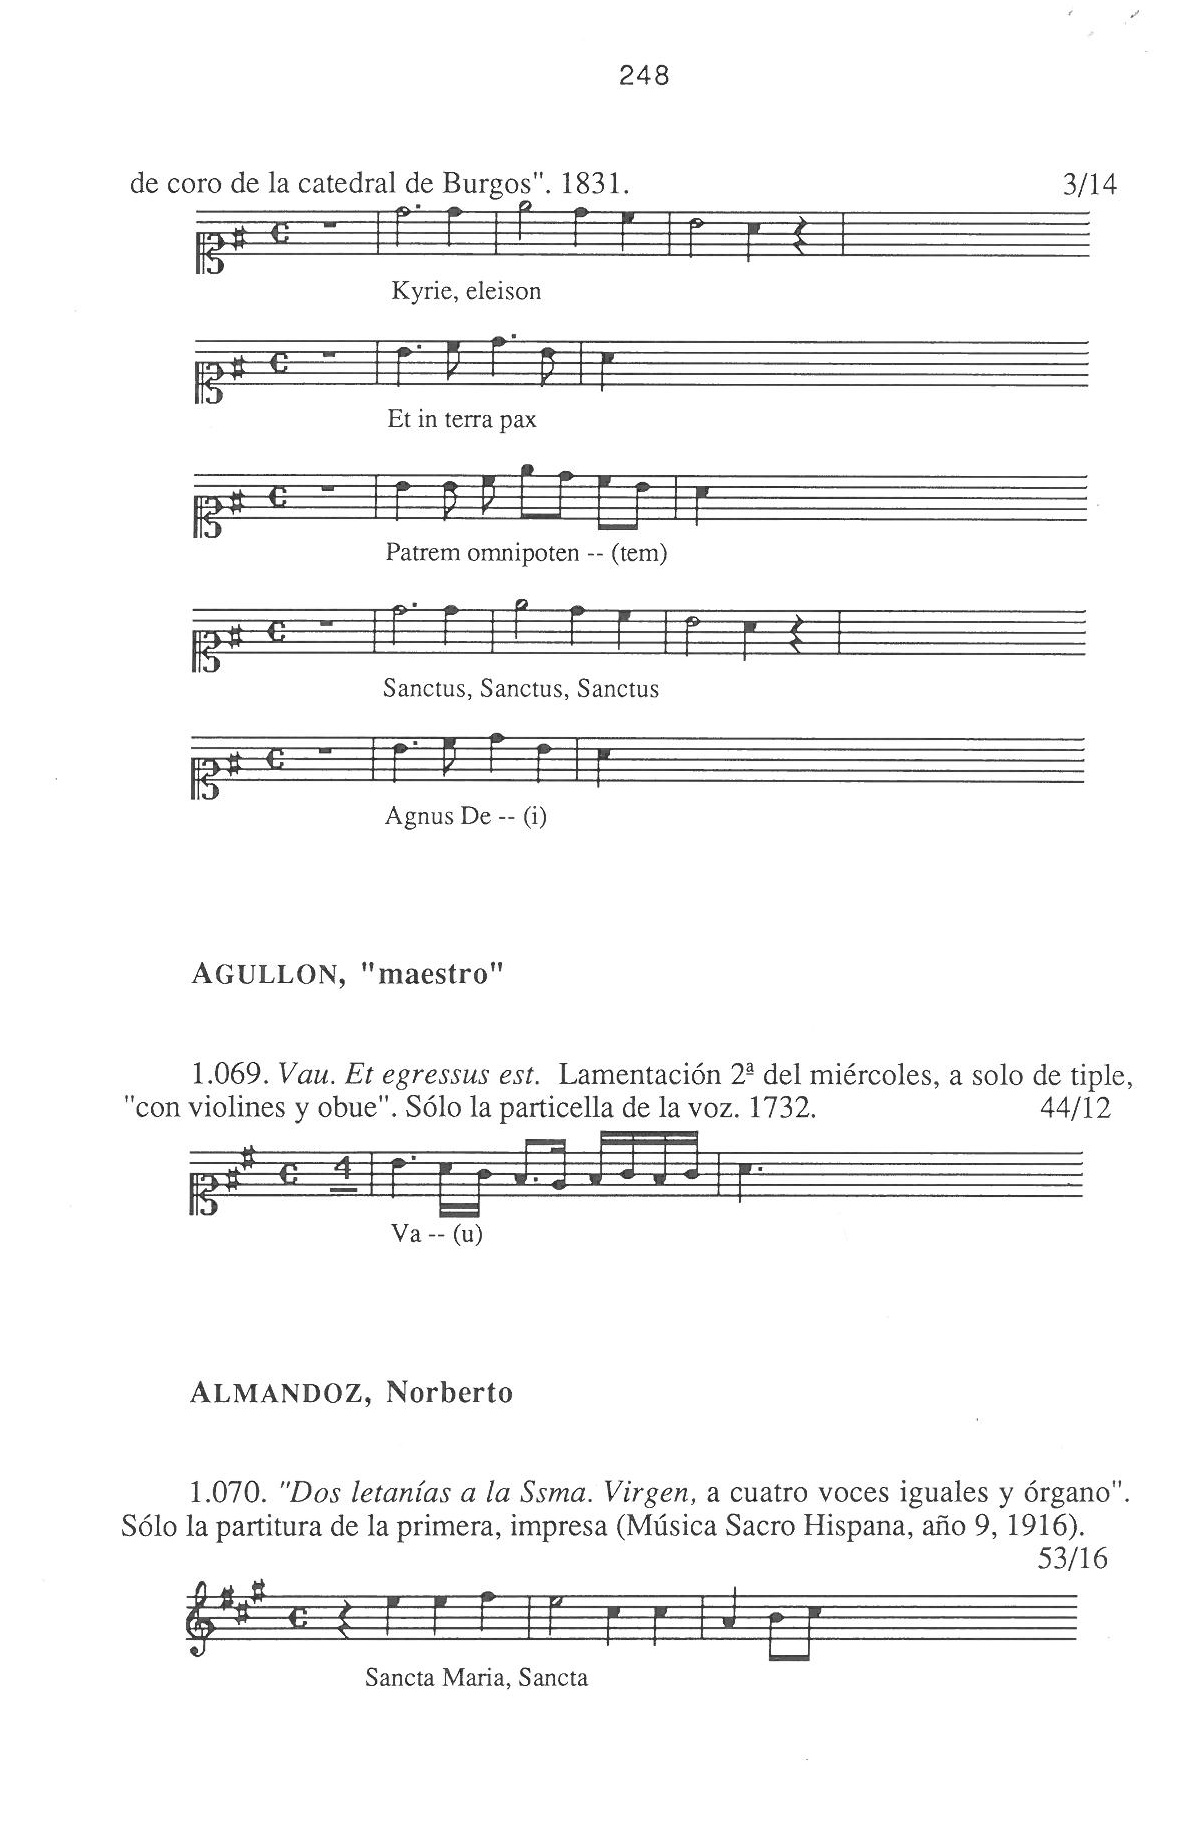 248
de coro de la catedral de Burgos". 1831. 3/14
Kyrie, eleison
Et in terra pax
Patrem omnipoten -- (tem)
Sanctus, Sanctus, Sanctus
Agnus De -- (i)
AGULLON, "maestro"
1.069. Vau. Et egressus est. Lamentación 2ª del miércoles, a solo de tiple,
"con violines y obue". Sólo la particella de la voz. 1732. 44/12
4
Va -- (u)
ALMANDOZ, Norberto
1.070. "Dos letanías a la Ssma. Virgen, a cuatro voces iguales y órgano".
Sólo la partitura de la primera, impresa (Música Sacro Hispana, año 9, 1916).
53/16
Sancta Maria, Sancta